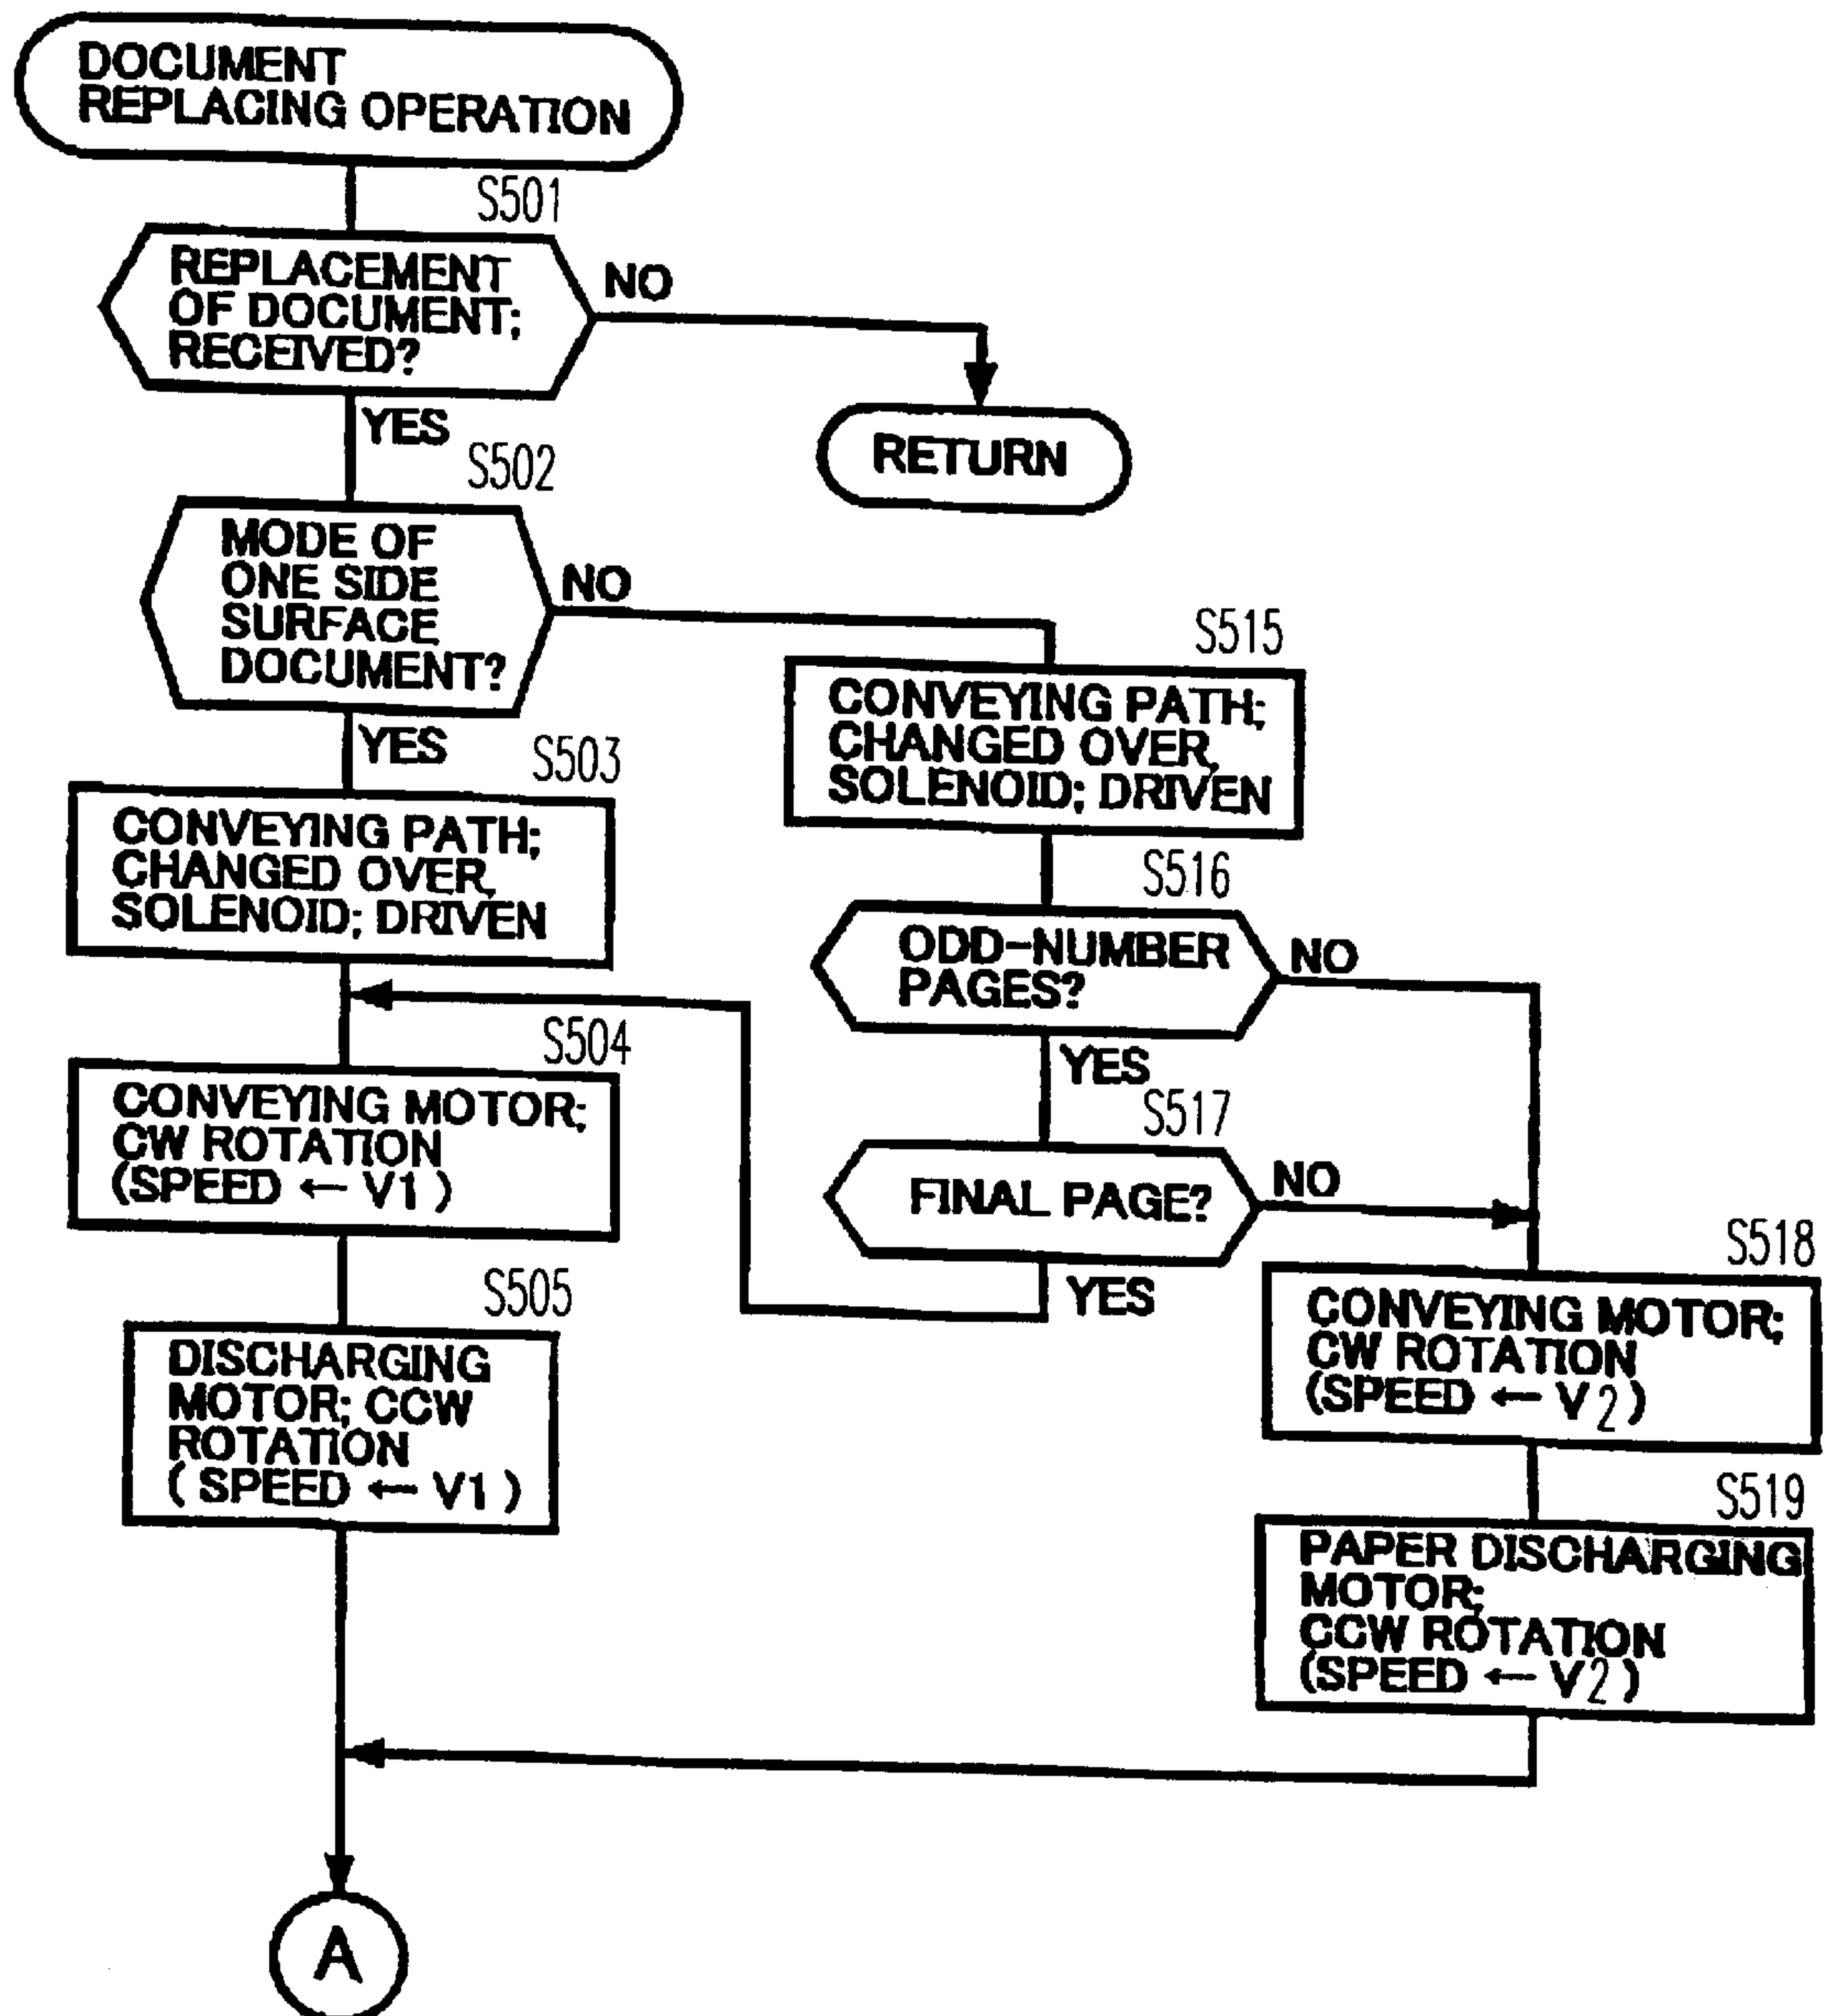 DOCUMENT
REPLACING OPERATION
S501
REPLACEMENT
OF DOCUMENT;
RECEIVED?
NO
YES
RETURN
S502
MODE OF
ONE SIDE
SURFACE
DOCUMENT?
NO
YES
S503
CONVEYING PATH;
CHANGED OVER,
SOLENOID; DRIVEN
S504
CONVEYING MOTOR;
CW ROTATION
(SPEED ← V1)
S505
DISCHARGING
MOTOR; CCW
ROTATION
( SPEED ← V1 )
S515
CONVEYING PATH;
CHANGED OVER,
SOLENOID; DRIVEN
S516
ODD-NUMBER
PAGES?
NO
YES
S517
FINAL PAGE?
NO
YES
S518
CONVEYING MOTOR;
CW ROTATION
(SPEED ← V2)
S519
PAPER DISCHARGING
MOTOR;
CCW ROTATION
(SPEED ← V2)
A